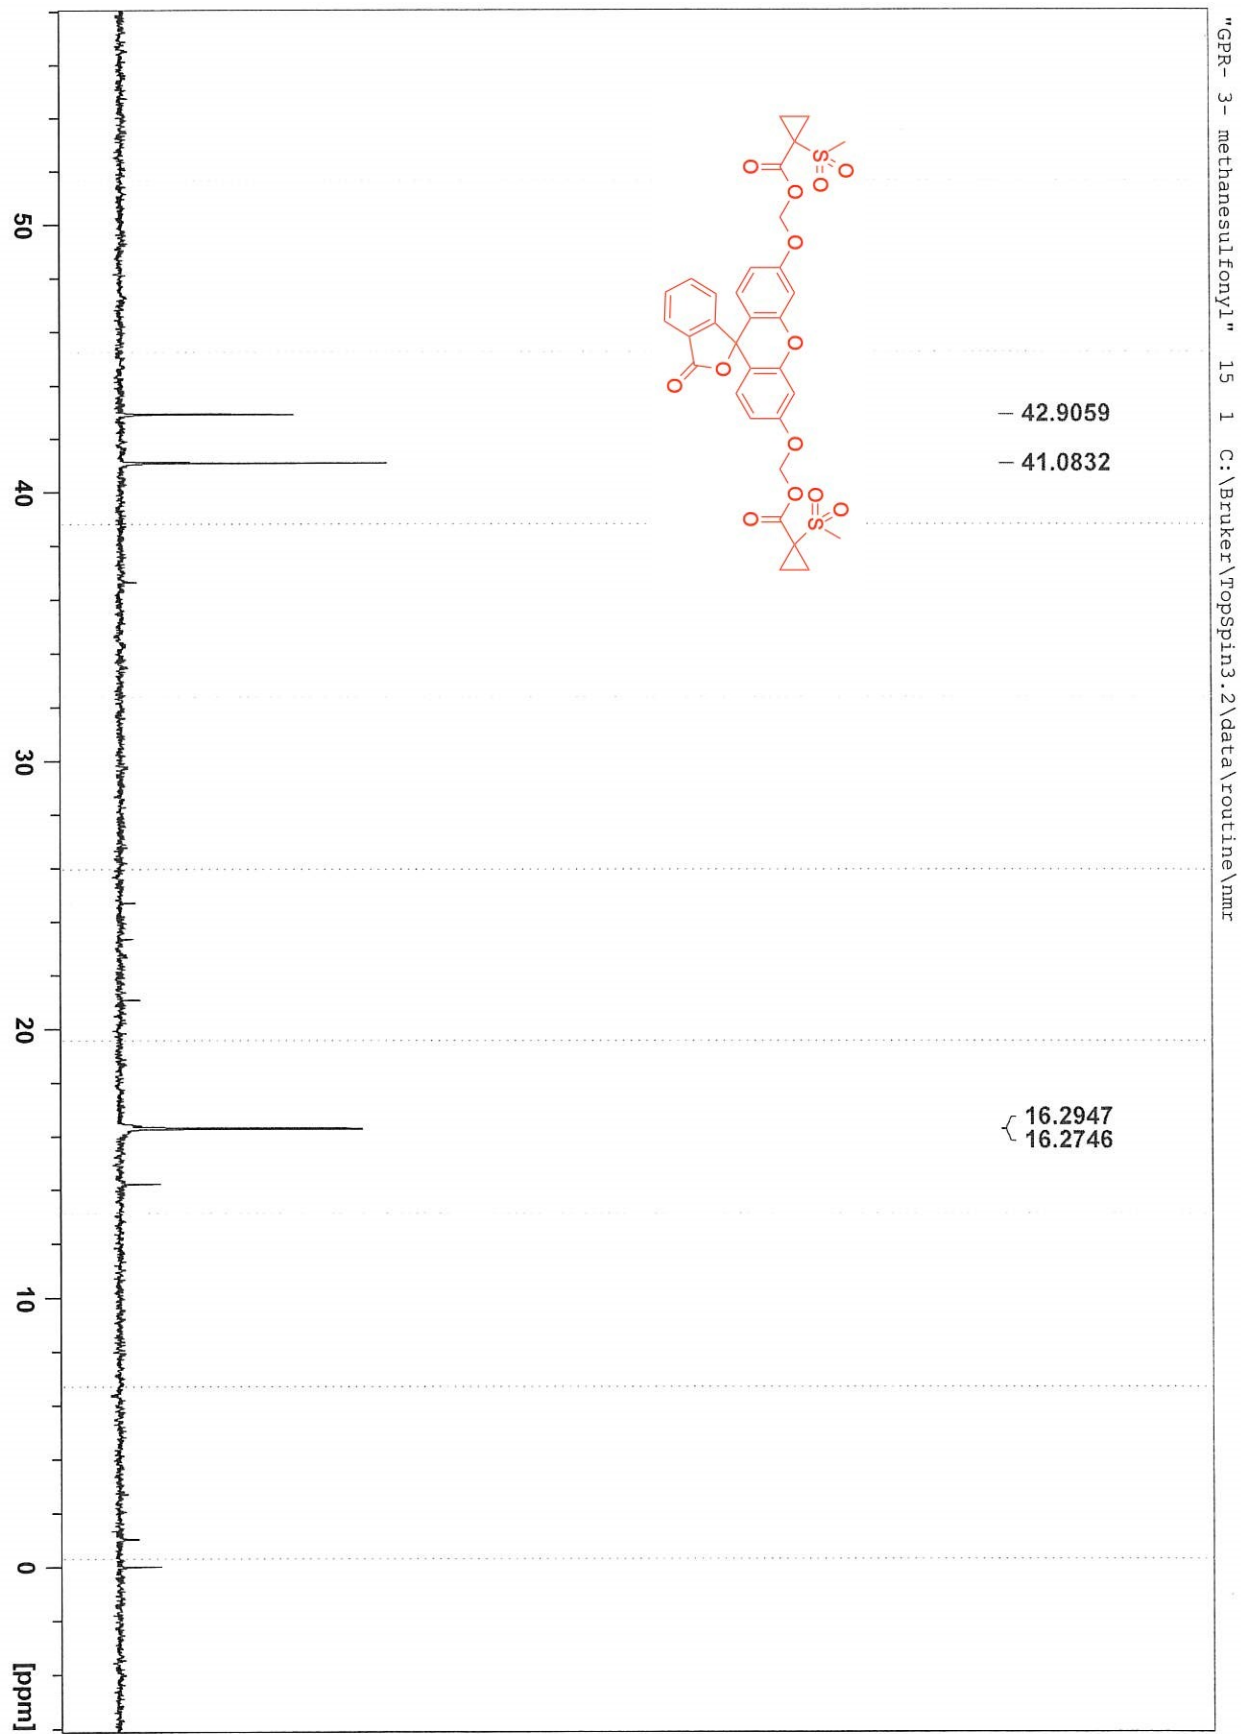 "GPR- 3- methanesulfonyl" 15 1 C:\Bruker\TopSpin3.2\data\routine\nmr
42.9059
41.0832
16.2947
16.2746
O
O
S
O
O
O
O
O
O
O
O
O
O
S
O
O
50
40
30
20
10
0
[ppm]